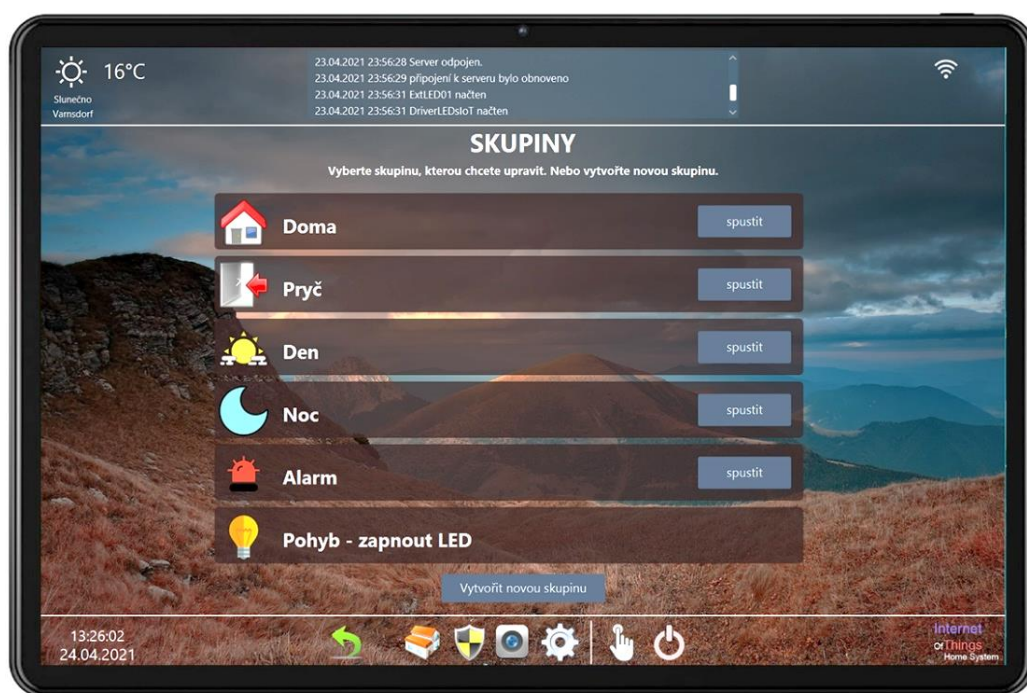 16°C
Slunečno
Varnsdorf
23.04.2021 23:56:28 Server odpojen.
23.04.2021 23:56:29 připojení k serveru bylo obnoveno
23.04.2021 23:56:31 ExtLED01 načten
23.04.2021 23:56:31 DriverLEDsIoT načten
SKUPINY
Vyberte skupinu, kterou chcete upravit. Nebo vytvořte novou skupinu.
Doma spustit
Pryč spustit
Den spustit
Noc spustit
Alarm spustit
Pohyb - zapnout LED
Vytvořit novou skupinu
13:26:02
24.04.2021
Internet
OfThings
Home System